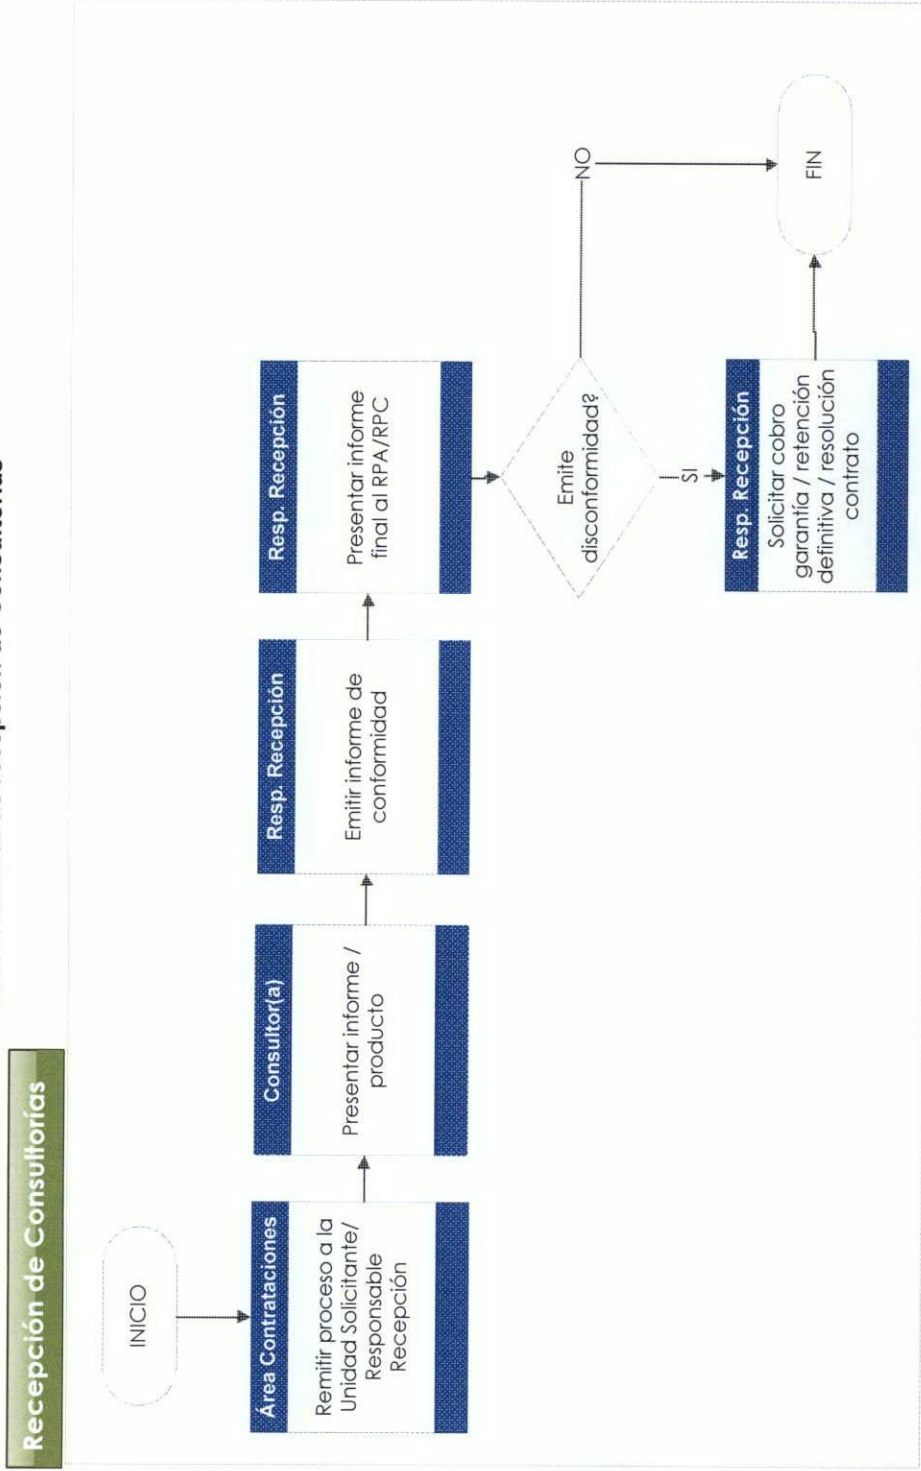 Recepción de Consultorías
INICIO
Área Contrataciones
Remitir proceso a la
Unidad Solicitante/
Responsable
Recepción
Consultor(a)
Presentar informe /
producto
Resp. Recepción
Emitir informe de
conformidad
Resp. Recepción
Presentar informe
final al RPA/RPC
Emite
disconformidad?
NO
SI
Resp. Recepción
Solicitar cobro
garantía / retención
definitiva / resolución
contrato
FIN